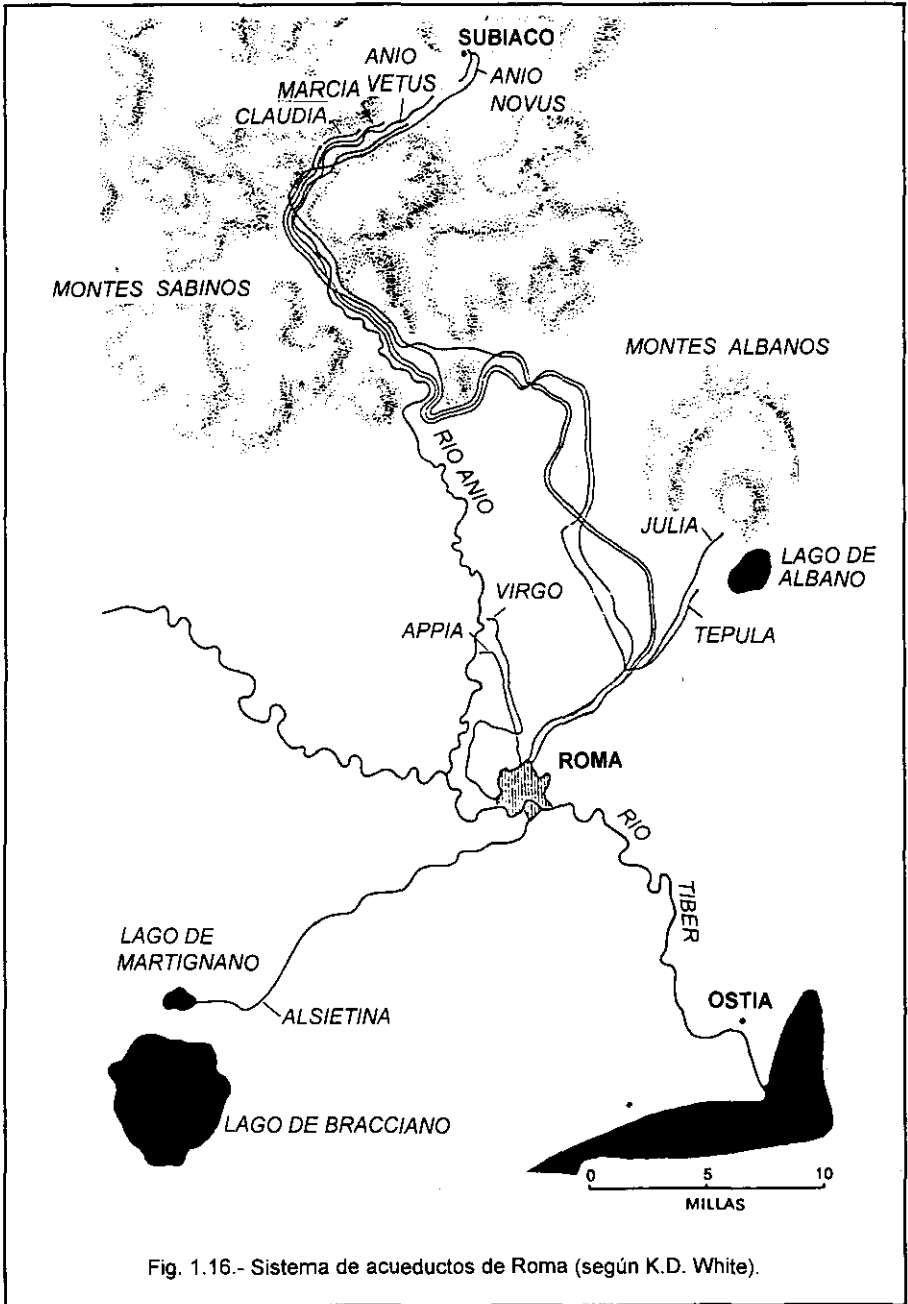 SUBIACO
ANIO
VETUS
ANIO
NOVUS
MARCIA
CLAUDIA
MONTES SABINOS
MONTES ALBANOS
RIO ANIO
JULIA
LAGO DE
ALBANO
VIRGO
APPIA
TEPULA
ROMA
RIO
TIBER
LAGO DE
MARTIGNANO
OSTIA
ALSIETINA
LAGO DE BRACCIANO
0 5 10
MILLAS
Fig. 1.16.- Sistema de acueductos de Roma (según K.D. White).